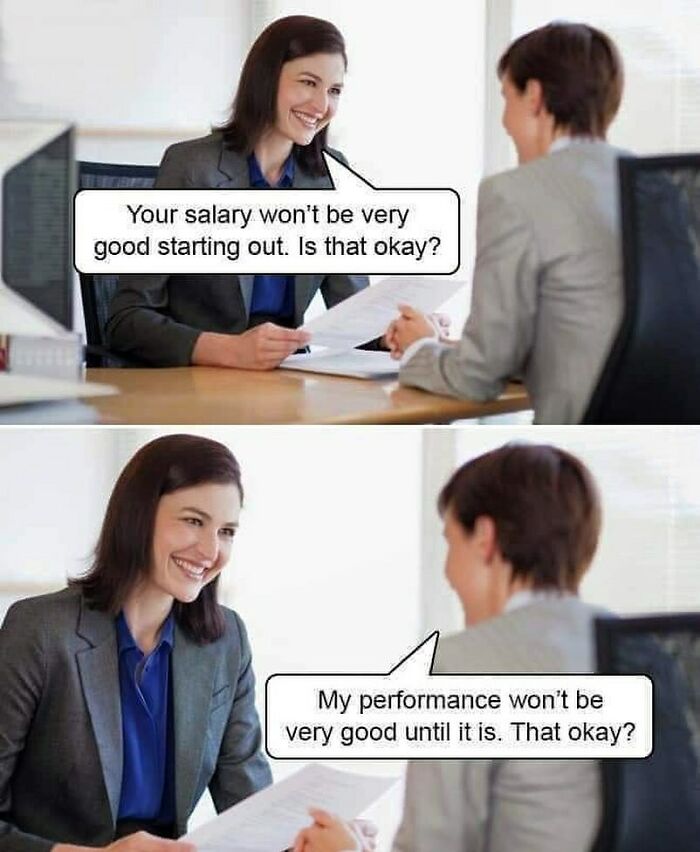 Your salary won't be very
good starting out. Is that okay?
My performance won't be
very good until it is. That okay?